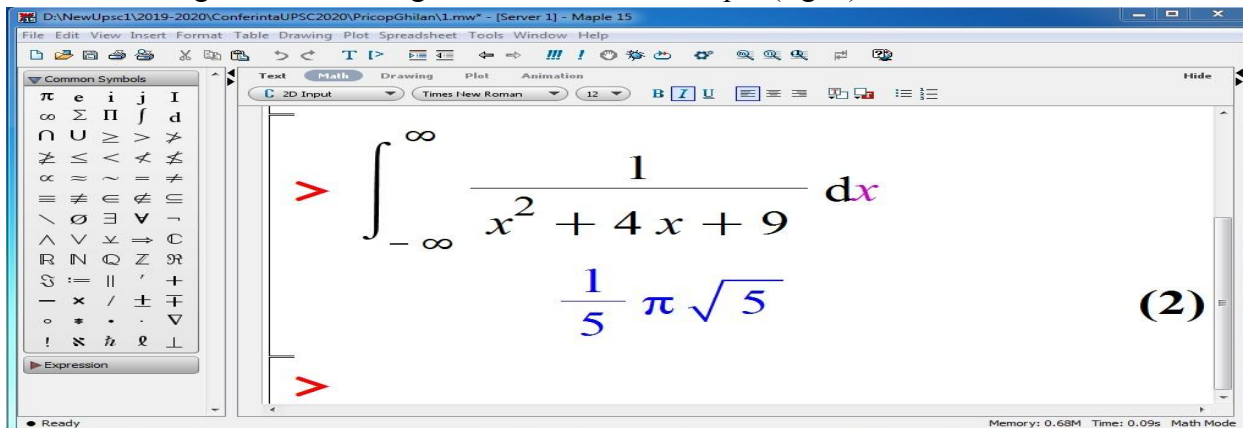 D:\NewUpsc1\2019-2020\ConferintaUPSC2020\PricopGhilan\1.mw* - [Server 1] - Maple 15
File Edit View Insert Format Table Drawing Plot Spreadsheet Tools Window Help
Text Math Drawing Plot Animation Hide
C 2D Input Times New Roman 12 B I U
Common Symbols
π e i j I
∞ Σ Π ∫ d
∩ ∪ ≥ > ≯
≱ ≤ < ≮ ≰
∝ ≈ ~ = ≠
≡ ≢ ∈ ∉ ⊆
\ Ø ∃ ∀ ¬
∧ ∨ ⊻ ⇒ ℂ
ℝ ℕ ℚ ℤ ℜ
ℑ := || ′ +
− × / ± ∓
∘ * • · ∇
! ℵ ℏ ℓ ⊥
Expression
> ∫_{-∞}^{∞} 1/(x^2 + 4 x + 9) dx
1/5 π √5 (2)
>
Ready Memory: 0.68M Time: 0.09s Math Mode